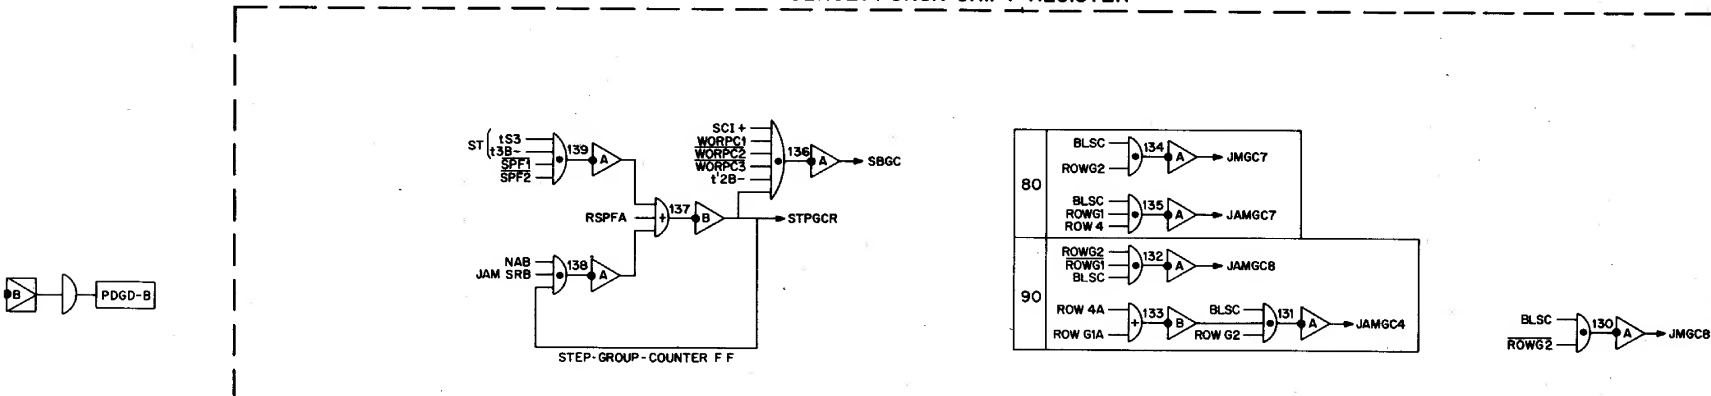 ST
tS3
t3B-
SPF1
SPF2
139
A
RSPFA
137
B
STPGCR
NAB
JAM SRB
138
A
STEP-GROUP-COUNTER F F
SCI +
WORPC1
WORPC2
WORPC3
t'2B-
136
A
SBGC
80
BLSC
ROWG2
134
A
JMGC7
BLSC
ROWG1
ROW 4
135
A
JAMGC7
90
ROWG2
ROWG1
BLSC
132
A
JAMGC8
ROW 4A
ROW G1A
133
B
BLSC
ROW G2
131
A
JAMGC4
BLSC
ROWG2
130
A
JMGC8
B
PDGD-B